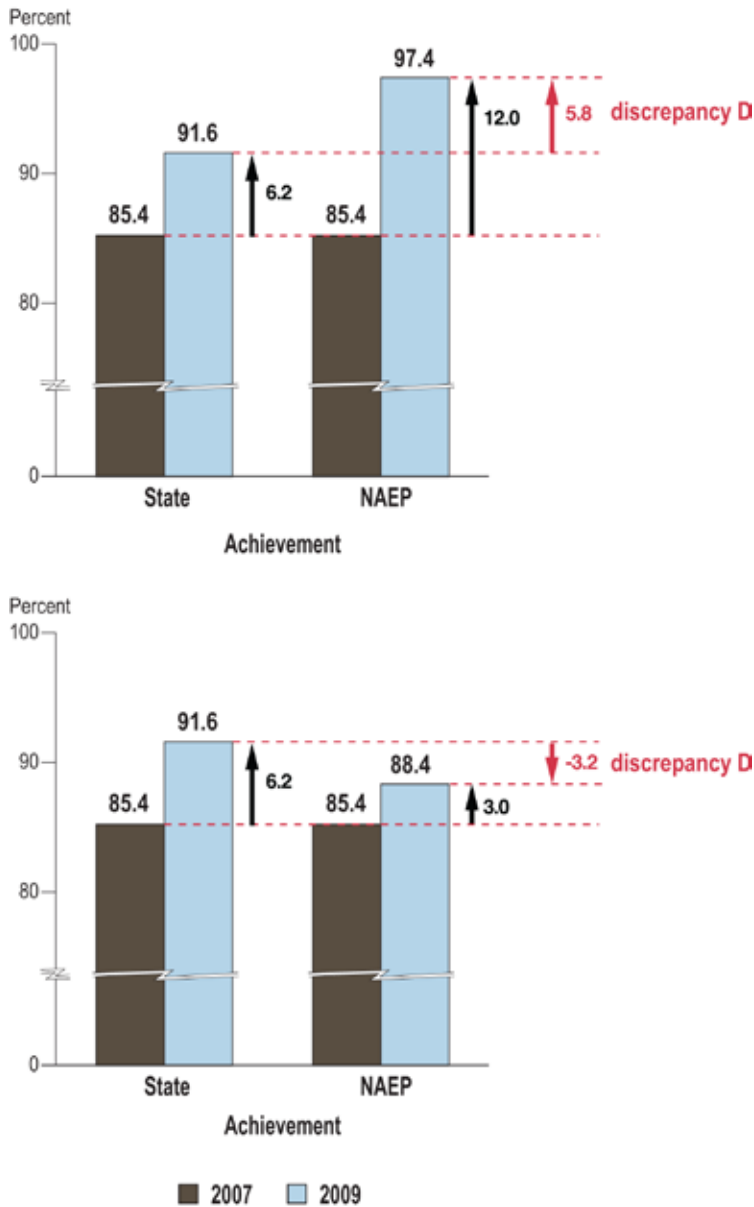 Percent
100
97.4
12.0
5.8
discrepancy D
91.6
90
6.2
85.4
85.4
80
0
State
NAEP
Achievement
Percent
100
91.6
90
88.4
-3.2
discrepancy D
6.2
85.4
85.4
3.0
80
0
State
NAEP
Achievement
2007
2009